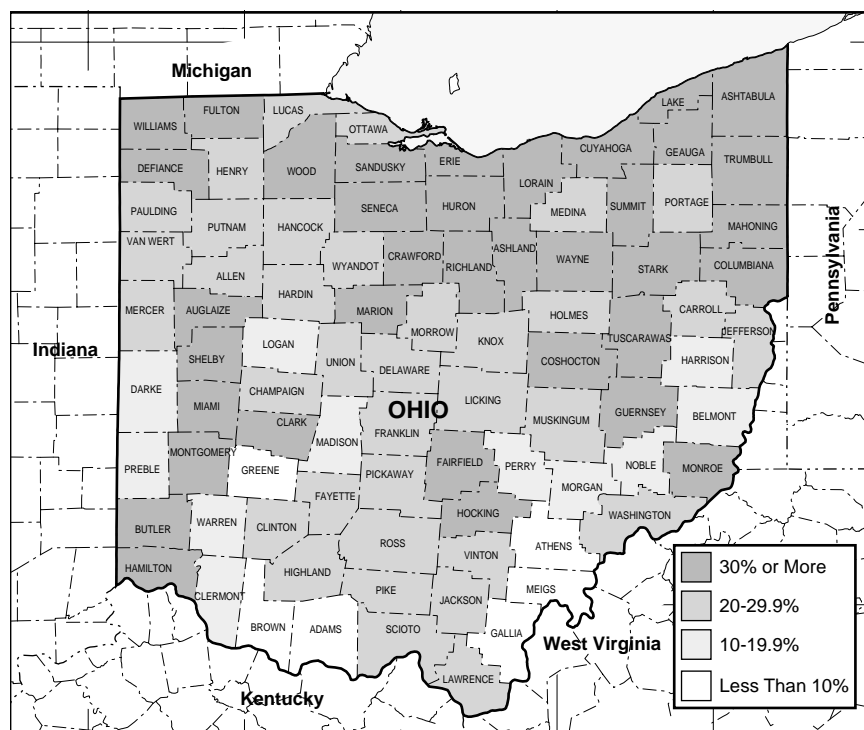 Michigan
LAKE
ASHTABULA
WILLIAMS
FULTON
LUCAS
OTTAWA
CUYAHOGA
GEAUGA
TRUMBULL
DEFIANCE
HENRY
WOOD
SANDUSKY
ERIE
LORAIN
PAULDING
SENECA
HURON
MEDINA
SUMMIT
PORTAGE
MAHONING
PUTNAM
HANCOCK
VAN WERT
ALLEN
WYANDOT
CRAWFORD
RICHLAND
ASHLAND
WAYNE
STARK
COLUMBIANA
Pennsylvania
MERCER
AUGLAIZE
HARDIN
MARION
MORROW
HOLMES
CARROLL
JEFFERSON
Indiana
LOGAN
UNION
KNOX
TUSCARAWAS
HARRISON
SHELBY
DELAWARE
COSHOCTON
DARKE
CHAMPAIGN
MIAMI
LICKING
OHIO
MUSKINGUM
GUERNSEY
BELMONT
CLARK
MADISON
FRANKLIN
MONTGOMERY
PREBLE
GREENE
PICKAWAY
FAIRFIELD
PERRY
NOBLE
MONROE
MORGAN
FAYETTE
HOCKING
WASHINGTON
BUTLER
WARREN
CLINTON
ROSS
ATHENS
VINTON
HAMILTON
HIGHLAND
CLERMONT
PIKE
JACKSON
MEIGS
BROWN
ADAMS
SCIOTO
GALLIA
LAWRENCE
West Virginia
Kentucky
30% or More
20-29.9%
10-19.9%
Less Than 10%